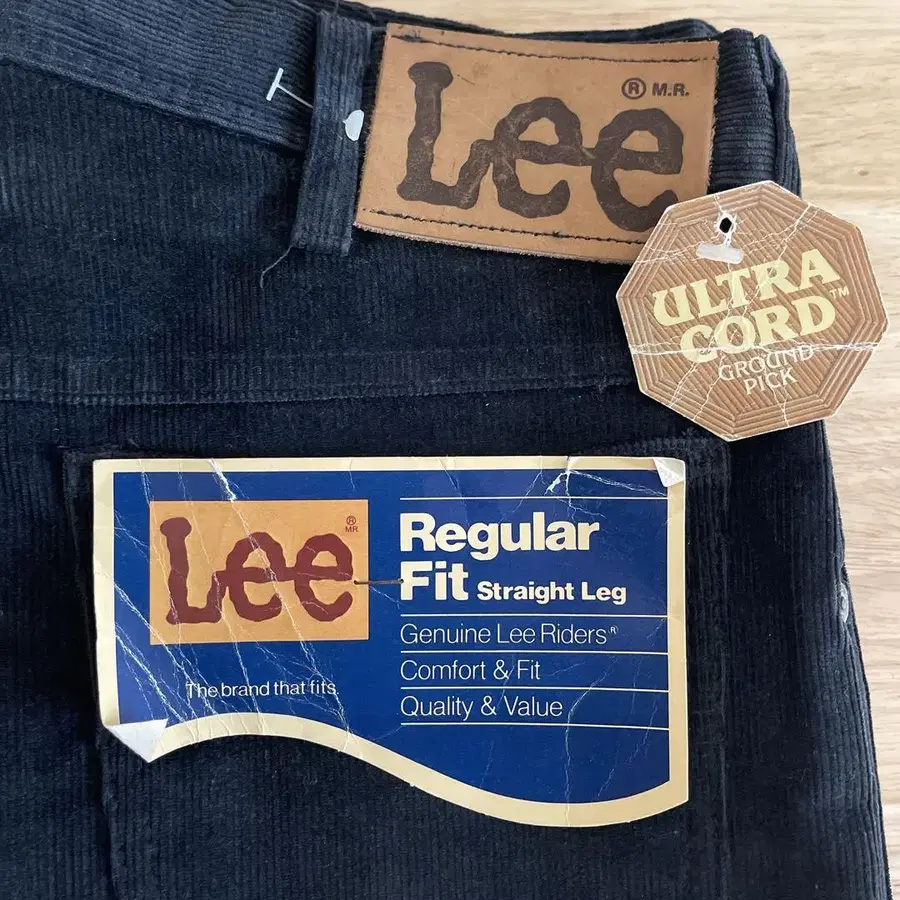 Lee
® M.R.
ULTRA
CORD™
GROUND
PICK
Lee
®
MR.
Regular
Fit Straight Leg
Genuine Lee Riders®
Comfort & Fit
Quality & Value
The brand that fits.